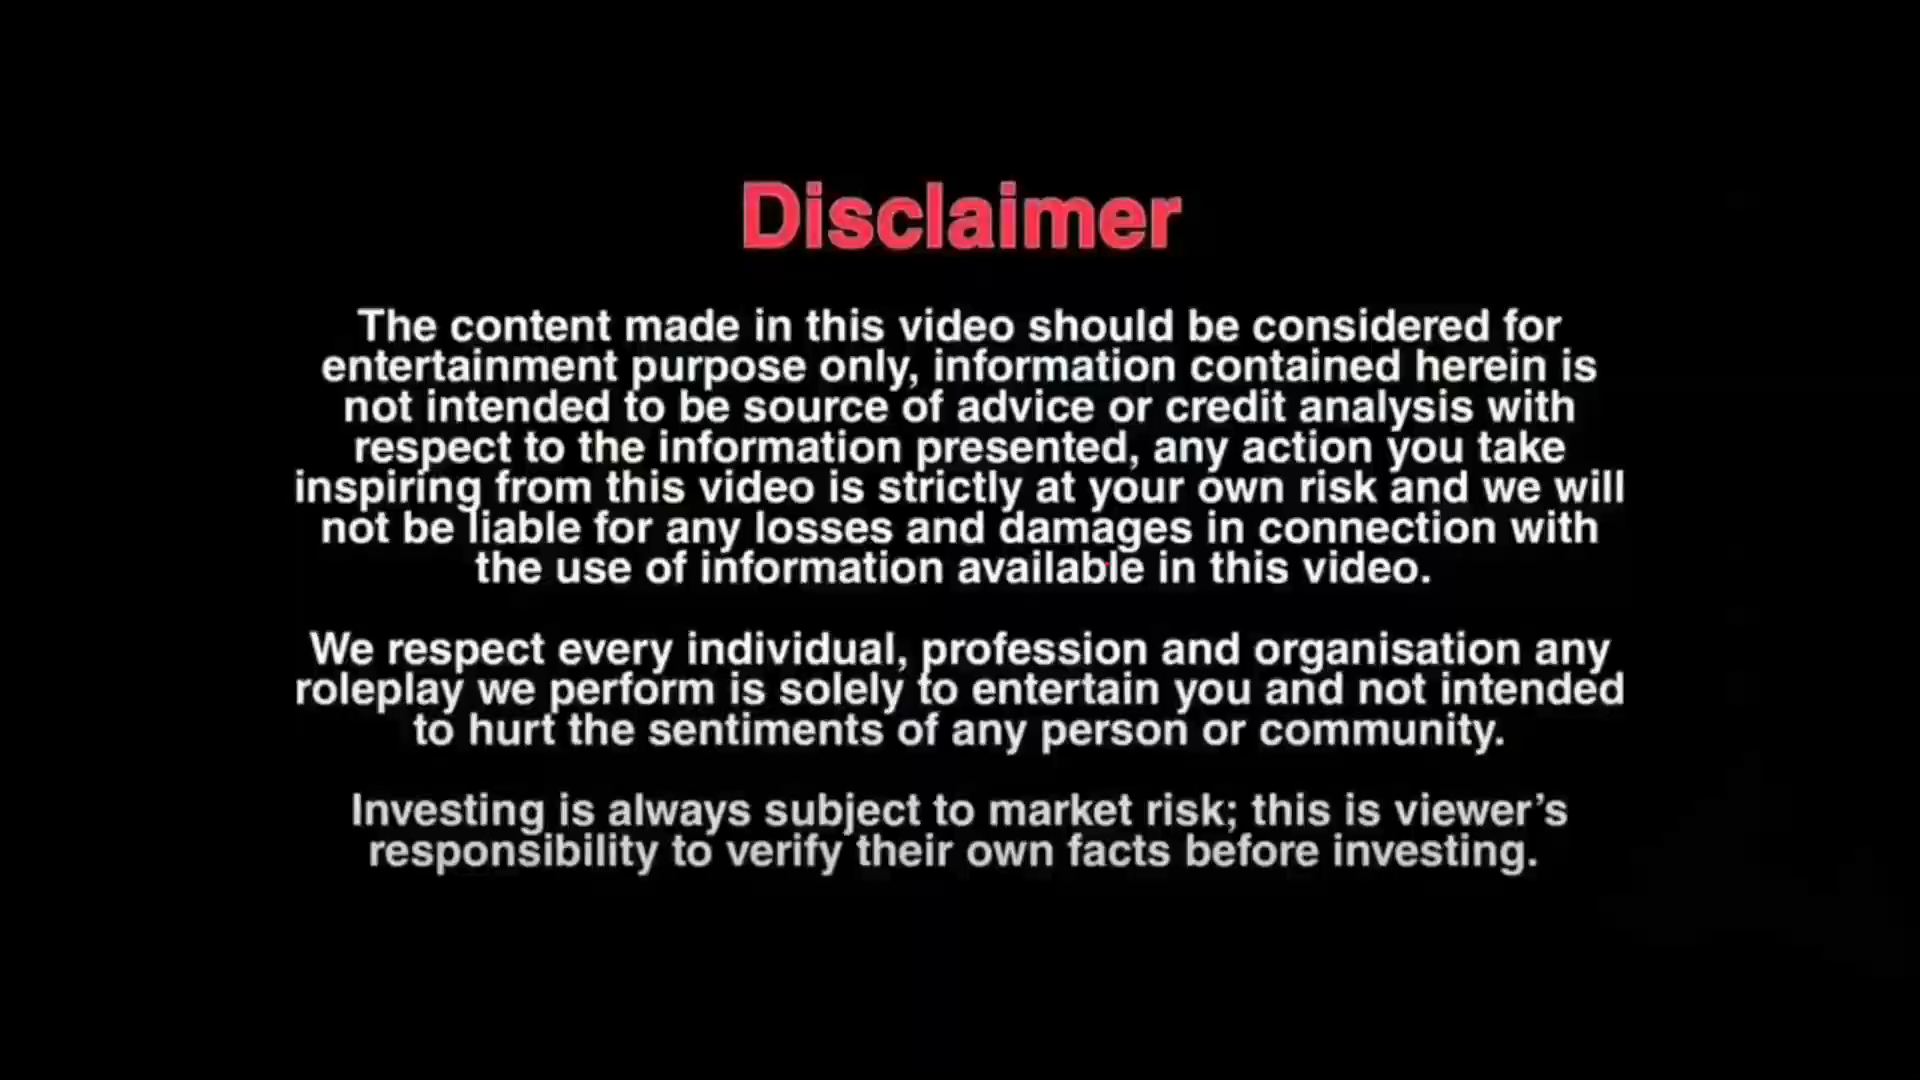 Disclaimer
The content made in this video should be considered for
entertainment purpose only, information contained herein is
not intended to be source of advice or credit analysis with
respect to the information presented, any action you take
inspiring from this video is strictly at your own risk and we will
not be liable for any losses and damages in connection with
the use of information available in this video.
We respect every individual, profession and organisation any
roleplay we perform is solely to entertain you and not intended
to hurt the sentiments of any person or community.
Investing is always subject to market risk; this is viewer’s
responsibility to verify their own facts before investing.